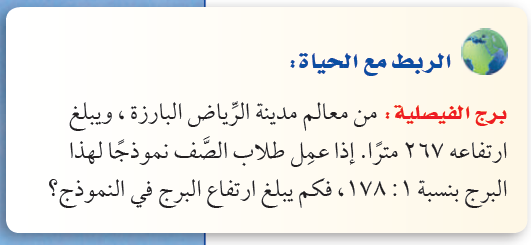 الربط مع الحياة:
برج الفيصلية: من معالم مدينة الرِّياض البارزة، ويبلغ
ارتفاعه ٢٦٧ مترًا. إذا عمِل طلاب الصَّف نموذجًا لهذا
البرج بنسبة ١ : ١٧٨، فكم يبلغ ارتفاع البرج في النموذج؟